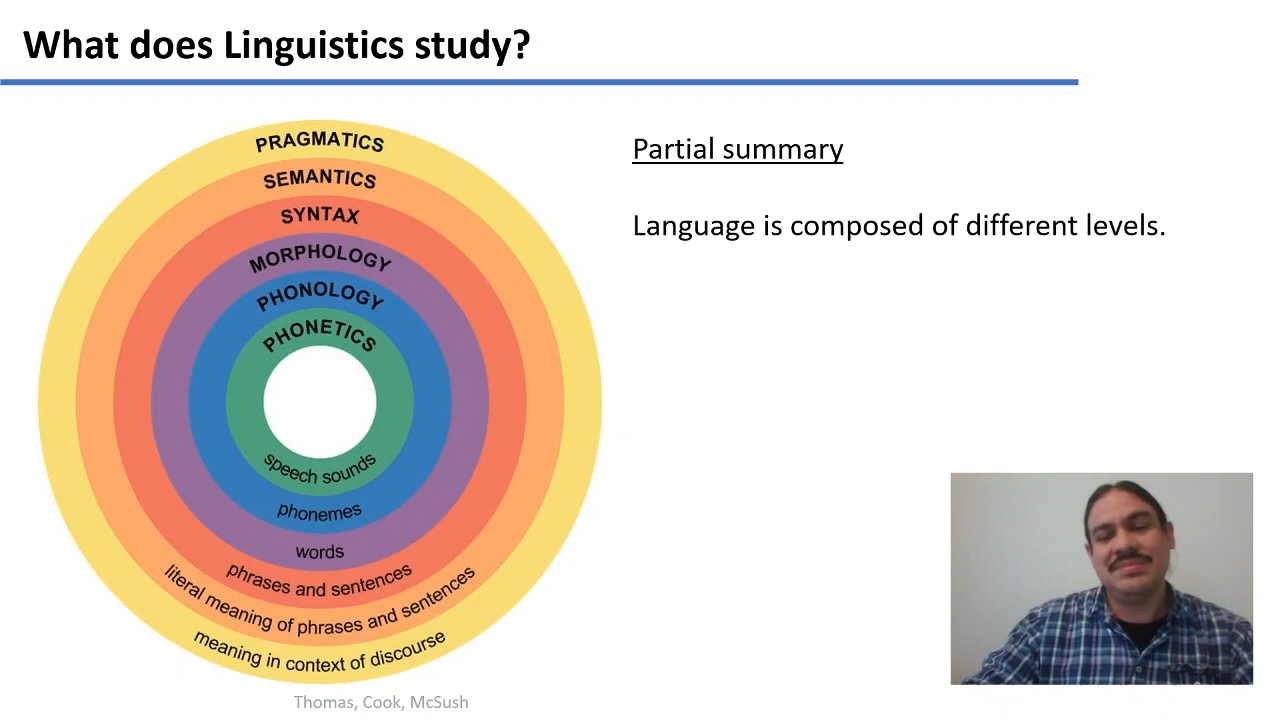 What does Linguistics study?
PRAGMATICS
SEMANTICS
SYNTAX
MORPHOLOGY
PHONOLOGY
PHONETICS
speech sounds
phonemes
words
phrases and sentences
literal meaning of phrases and sentences
meaning in context of discourse
Thomas, Cook, McSush
Partial summary
Language is composed of different levels.